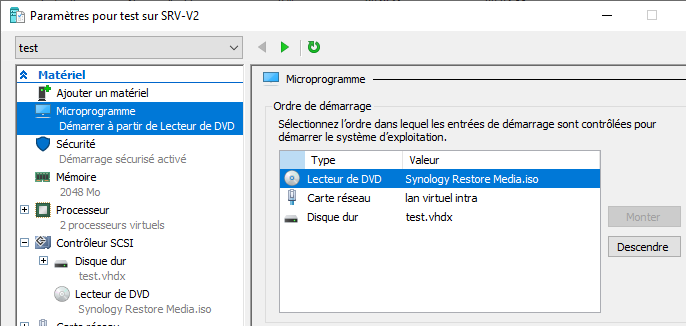 Paramètres pour test sur SRV-V2
test
Matériel
Ajouter un matériel
Microprogramme
Démarrer à partir de Lecteur de DVD
Sécurité
Démarrage sécurisé activé
Mémoire
2048 Mo
Processeur
2 processeurs virtuels
Contrôleur SCSI
Disque dur
test.vhdx
Lecteur de DVD
Synology Restore Media.iso
Microprogramme
Ordre de démarrage
Sélectionnez l'ordre dans lequel les entrées de démarrage sont contrôlées pour
démarrer le système d'exploitation.
Type Valeur
Lecteur de DVD Synology Restore Media.iso
Carte réseau lan virtuel intra
Disque dur test.vhdx
Monter
Descendre